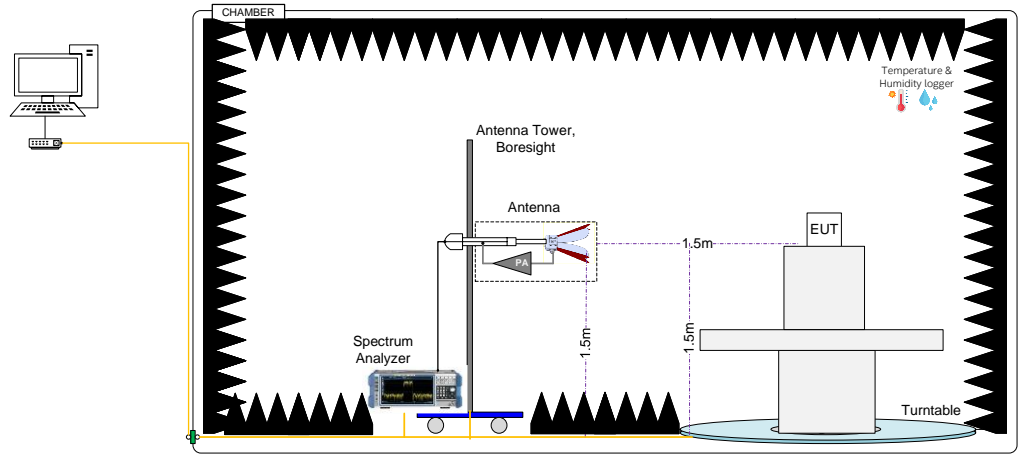 CHAMBER
Temperature &
Humidity logger
Antenna Tower,
Boresight
Antenna
PA
1.5m
EUT
1.5m
1.5m
Spectrum
Analyzer
Turntable